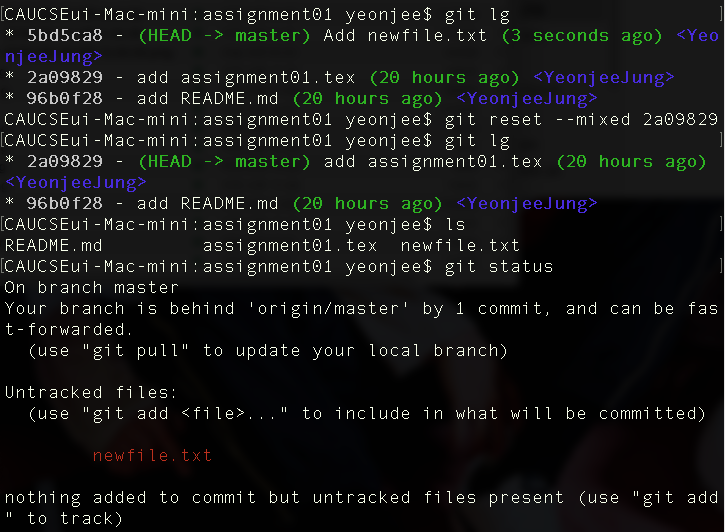 [CAUCSEui-Mac-mini:assignment01 yeonjee$ git lg ]
* 5bd5ca8 - (HEAD -> master) Add newfile.txt (3 seconds ago) <Yeo
njeeJung>
* 2a09829 - add assignment01.tex (20 hours ago) <YeonjeeJung>
* 96b0f28 - add README.md (20 hours ago) <YeonjeeJung>
CAUCSEui-Mac-mini:assignment01 yeonjee$ git reset --mixed 2a09829
[CAUCSEui-Mac-mini:assignment01 yeonjee$ git lg ]
* 2a09829 - (HEAD -> master) add assignment01.tex (20 hours ago)
<YeonjeeJung>
* 96b0f28 - add README.md (20 hours ago) <YeonjeeJung>
[CAUCSEui-Mac-mini:assignment01 yeonjee$ ls ]
README.md assignment01.tex newfile.txt
[CAUCSEui-Mac-mini:assignment01 yeonjee$ git status ]
On branch master
Your branch is behind 'origin/master' by 1 commit, and can be fas
t-forwarded.
(use "git pull" to update your local branch)
Untracked files:
(use "git add <file>..." to include in what will be committed)
newfile.txt
nothing added to commit but untracked files present (use "git add
" to track)